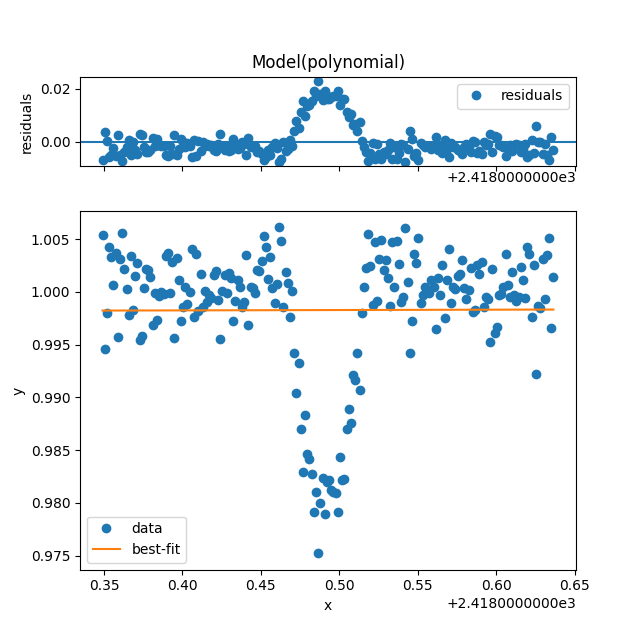 Model(polynomial)
residuals
0.02
0.00
residuals
+2.4180000000e3
y
1.005
1.000
0.995
0.990
0.985
0.980
0.975
data
best-fit
0.35 0.40 0.45 0.50 0.55 0.60 0.65
x
+2.4180000000e3